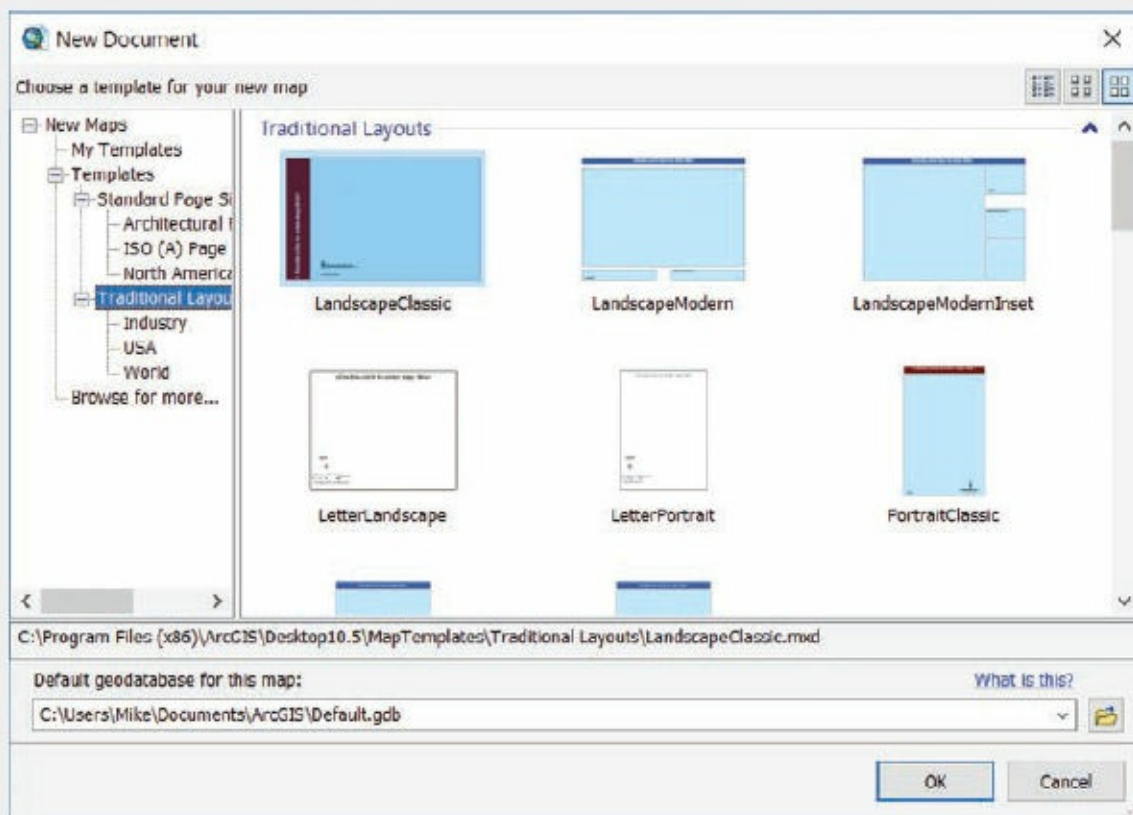 New Document
Choose a template for your new map
New Maps
My Templates
Templates
Standard Page Si
Architectural
ISO (A) Page
North America
Traditional Layou
Industry
USA
World
Browse for more...
Traditional Layouts
LandscapeClassic
LandscapeModern
LandscapeModernInset
LetterLandscape
LetterPortrait
PortraitClassic
C:\Program Files (x86)\ArcGIS\Desktop10.5\MapTemplates\Traditional Layouts\LandscapeClassic.mxd
Default geodatabase for this map:
What is this?
C:\Users\Mike\Documents\ArcGIS\Default.gdb
OK
Cancel